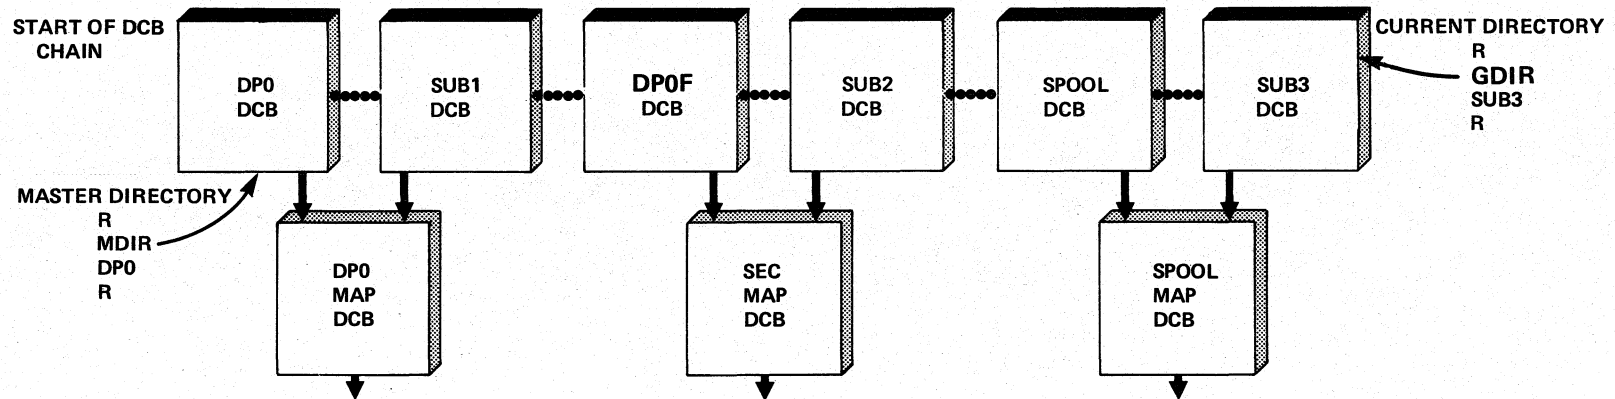 START OF DCB
CHAIN
DP0
DCB
SUB1
DCB
DP0F
DCB
SUB2
DCB
SPOOL
DCB
SUB3
DCB
CURRENT DIRECTORY
R
GDIR
SUB3
R
MASTER DIRECTORY
R
MDIR
DP0
R
DP0
MAP
DCB
SEC
MAP
DCB
SPOOL
MAP
DCB